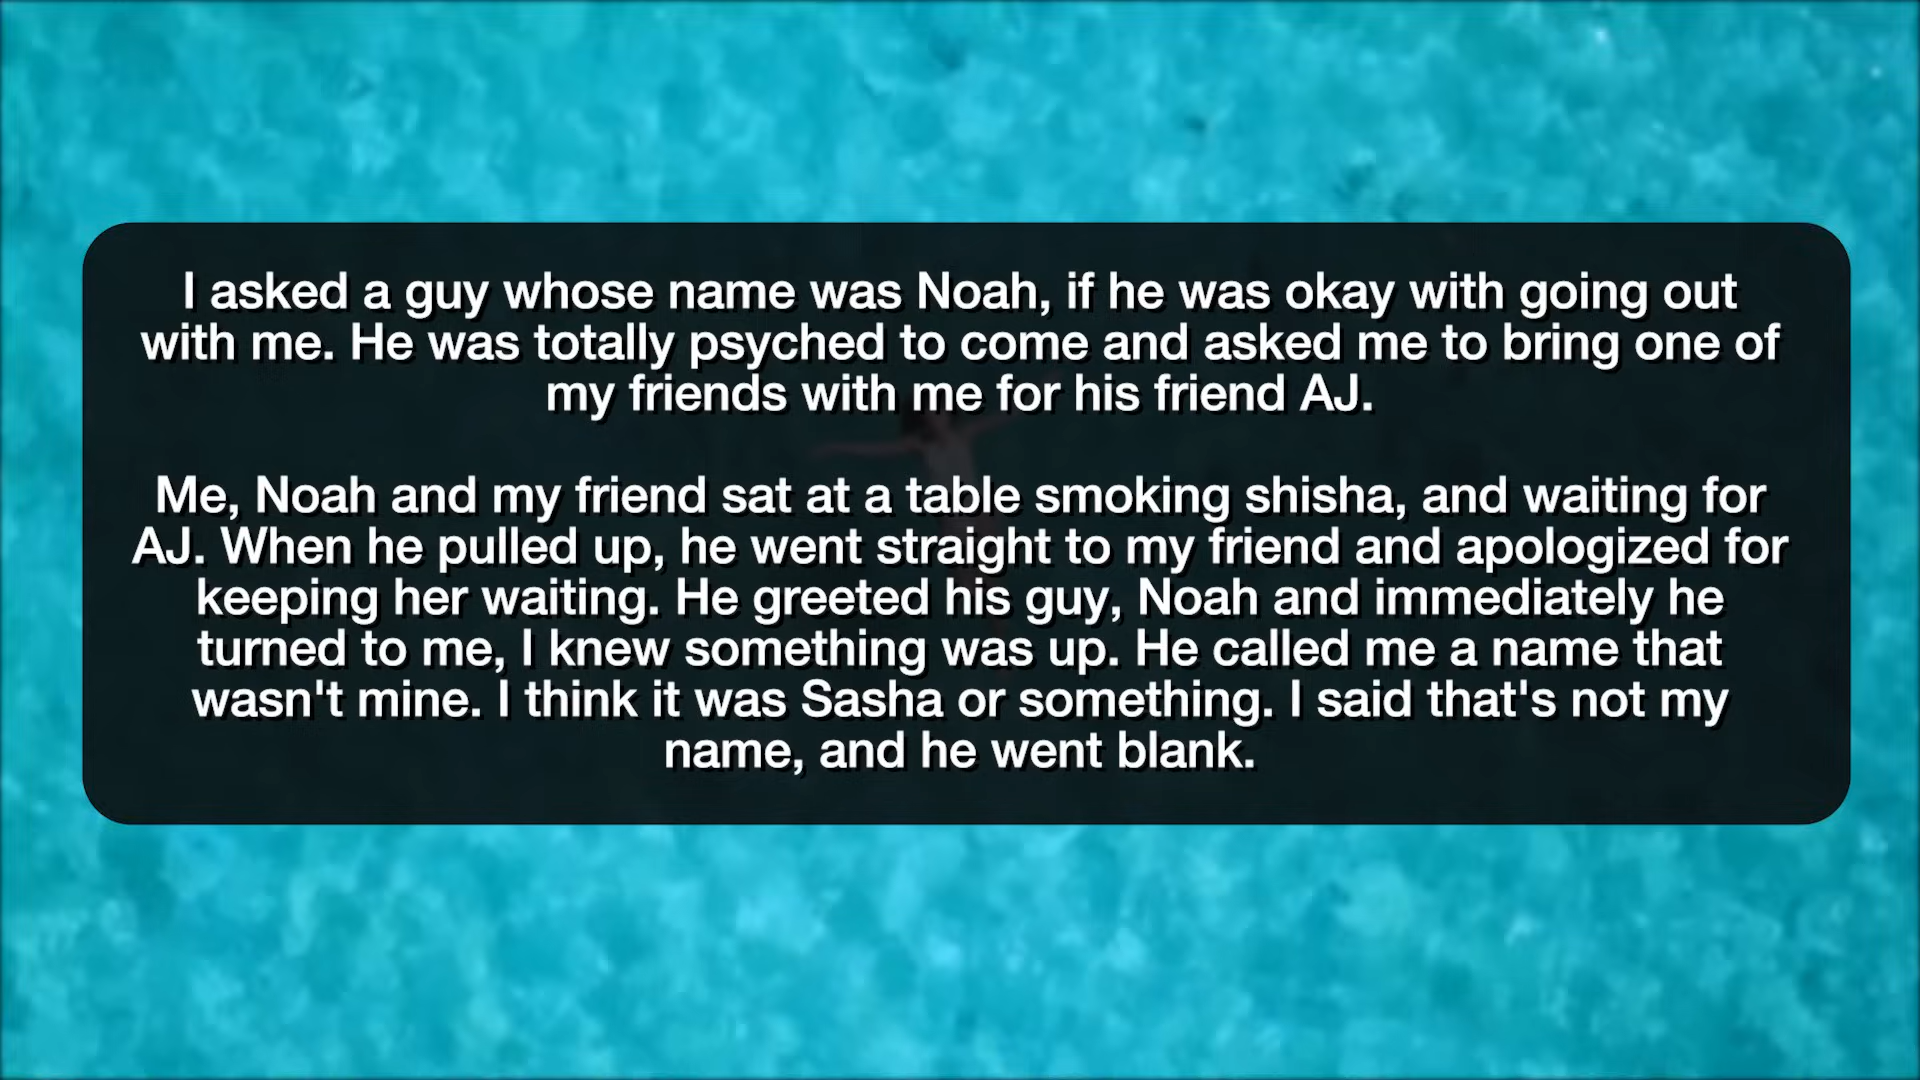 I asked a guy whose name was Noah, if he was okay with going out
with me. He was totally psyched to come and asked me to bring one of
my friends with me for his friend AJ.
Me, Noah and my friend sat at a table smoking shisha, and waiting for
AJ. When he pulled up, he went straight to my friend and apologized for
keeping her waiting. He greeted his guy, Noah and immediately he
turned to me, I knew something was up. He called me a name that
wasn't mine. I think it was Sasha or something. I said that's not my
name, and he went blank.